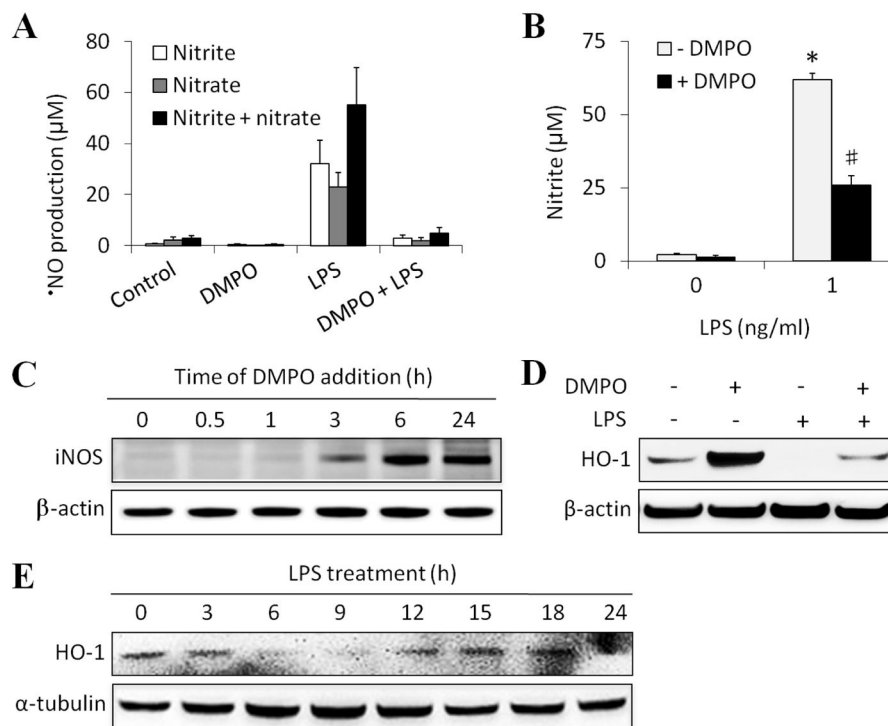 A
*NO production (µM)
80
60
40
20
0
Nitrite
Nitrate
Nitrite + nitrate
Control
DMPO
LPS
DMPO + LPS
B
Nitrite (µM)
75
50
25
0
- DMPO
+ DMPO
*
#
0 1
LPS (ng/ml)
C
Time of DMPO addition (h)
0 0.5 1 3 6 24
iNOS
β-actin
D
DMPO - + - +
LPS - - + +
HO-1
β-actin
E
LPS treatment (h)
0 3 6 9 12 15 18 24
HO-1
α-tubulin